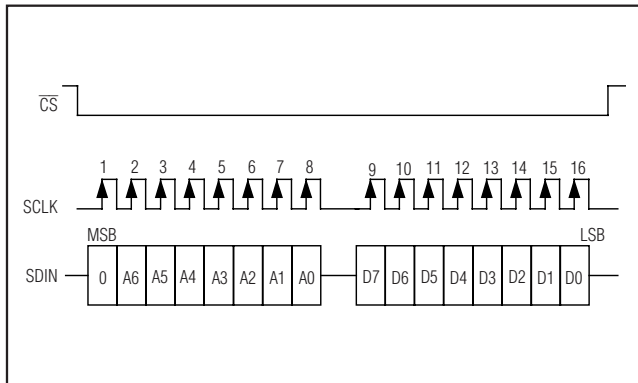 CS
1 2 3 4 5 6 7 8 9 10 11 12 13 14 15 16
SCLK
MSB LSB
SDIN 0 A6 A5 A4 A3 A2 A1 A0 D7 D6 D5 D4 D3 D2 D1 D0